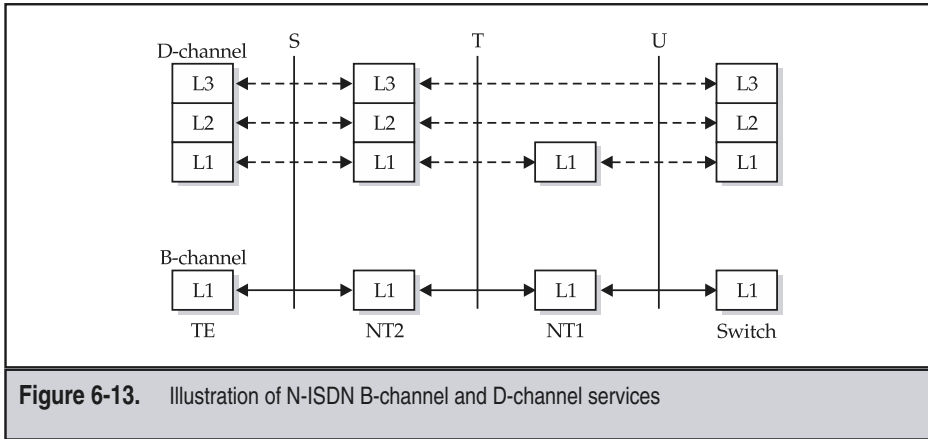 S T U
D-channel
L3 L3 L3
L2 L2 L2
L1 L1 L1 L1
B-channel
L1 L1 L1 L1
TE NT2 NT1 Switch
Figure 6-13. Illustration of N-ISDN B-channel and D-channel services